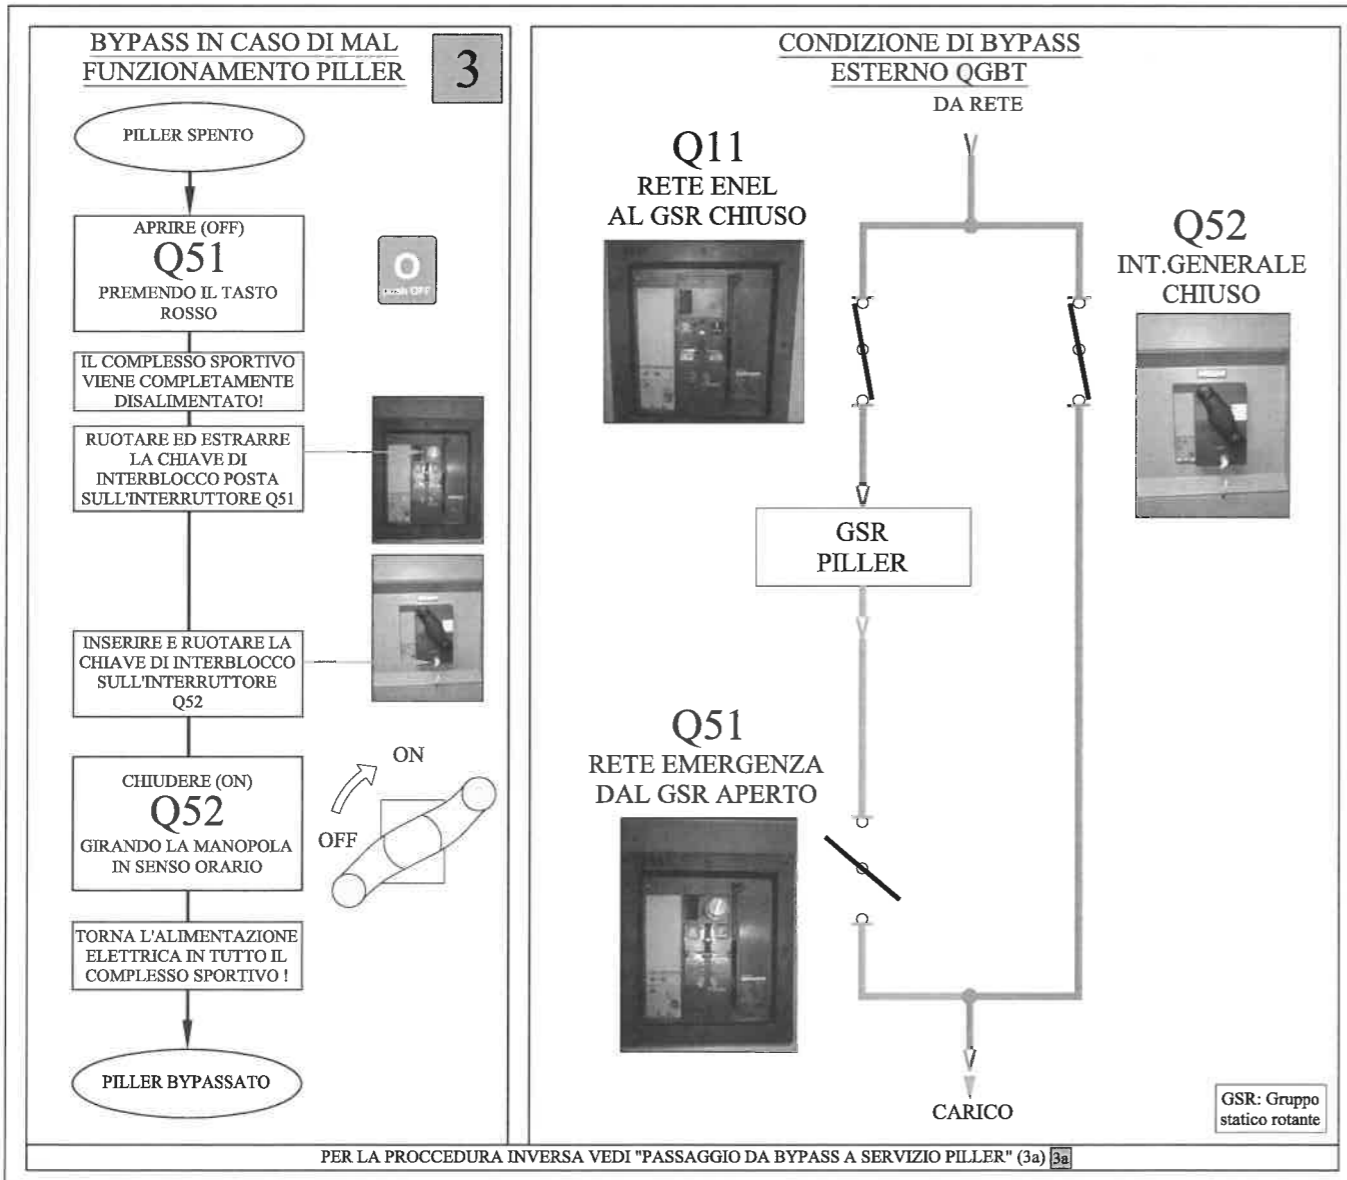 BYPASS IN CASO DI MAL
FUNZIONAMENTO PILLER
3
PILLER SPENTO
APRIRE (OFF)
Q51
PREMENDO IL TASTO
ROSSO
O
push OFF
IL COMPLESSO SPORTIVO
VIENE COMPLETAMENTE
DISALIMENTATO!
RUOTARE ED ESTRARRE
LA CHIAVE DI
INTERBLOCCO POSTA
SULL'INTERRUTTORE Q51
INSERIRE E RUOTARE LA
CHIAVE DI INTERBLOCCO
SULL'INTERRUTTORE
Q52
CHIUDERE (ON)
Q52
GIRANDO LA MANOPOLA
IN SENSO ORARIO
ON
OFF
TORNA L'ALIMENTAZIONE
ELETTRICA IN TUTTO IL
COMPLESSO SPORTIVO !
PILLER BYPASSATO
CONDIZIONE DI BYPASS
ESTERNO QGBT
DA RETE
Q11
RETE ENEL
AL GSR CHIUSO
Q52
INT.GENERALE
CHIUSO
GSR
PILLER
Q51
RETE EMERGENZA
DAL GSR APERTO
CARICO
GSR: Gruppo
statico rotante
PER LA PROCCEDURA INVERSA VEDI "PASSAGGIO DA BYPASS A SERVIZIO PILLER" (3a) 3a